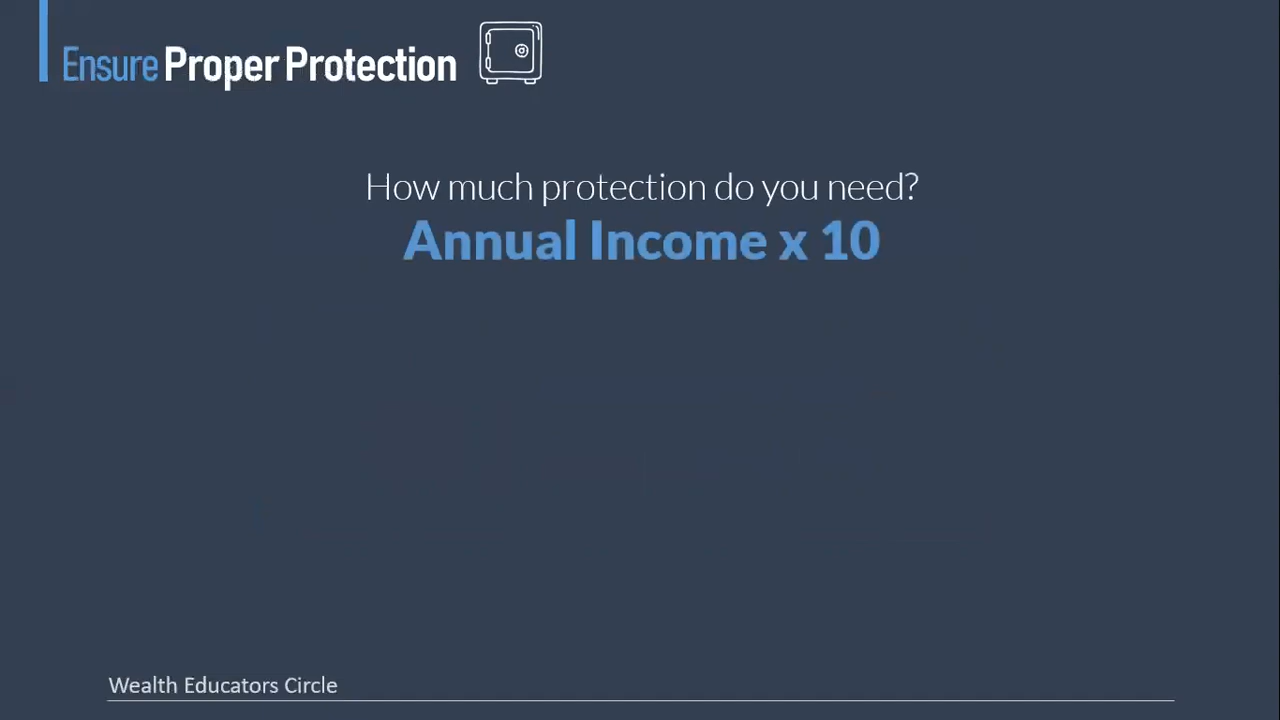 Ensure Proper Protection
How much protection do you need?
Annual Income x 10
Wealth Educators Circle